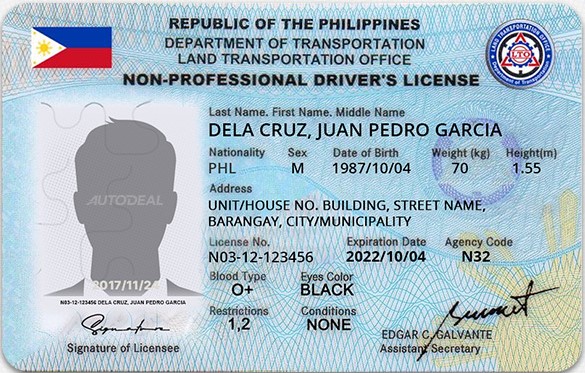 REPUBLIC OF THE PHILIPPINES
DEPARTMENT OF TRANSPORTATION
LAND TRANSPORTATION OFFICE
NON-PROFESSIONAL DRIVER'S LICENSE
Last Name. First Name. Middle Name
DELA CRUZ, JUAN PEDRO GARCIA
Nationality Sex Date of Birth Weight (kg) Height(m)
PHL M 1987/10/04 70 1.55
Address
UNIT/HOUSE NO. BUILDING, STREET NAME,
BARANGAY, CITY/MUNICIPALITY
License No. Expiration Date Agency Code
N03-12-123456 2022/10/04 N32
Blood Type Eyes Color
O+ BLACK
Restrictions Conditions
1,2 NONE
AUTODEAL
2017/11/24
N03-12-123456 DELA CRUZ, JUAN PEDRO GARCIA
Signature
Signature of Licensee
EDGAR C. GALVANTE
Assistant Secretary
LAND TRANSPORTATION OFFICE
LTO